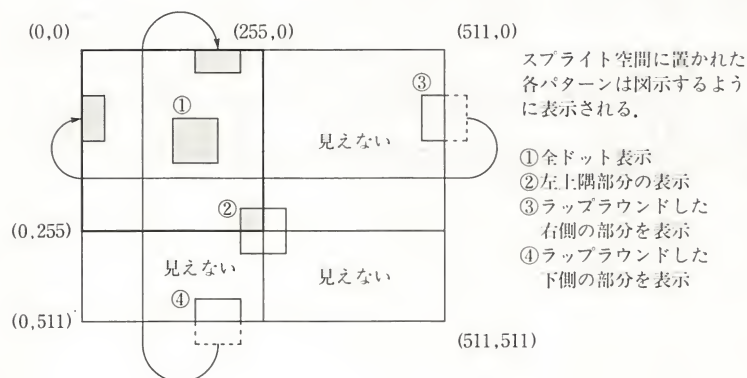 (0,0)
(255,0)
(511,0)
スプライト空間に置かれた
各パターンは図示するよう
に表示される.
③
①
見えない
①全ドット表示
②左上隅部分の表示
③ラップラウンドした
右側の部分を表示
④ラップラウンドした
下側の部分を表示
②
(0,255)
見えない
見えない
④
(0,511)
(511,511)